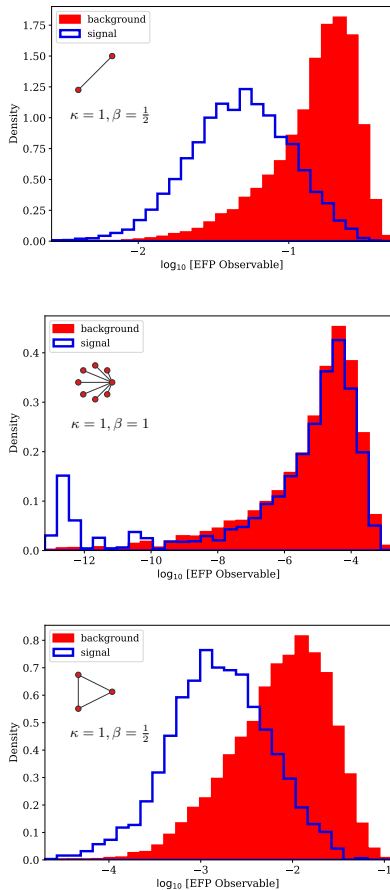 1.75
1.50
1.25
1.00
0.75
0.50
0.25
0.00
Density
background
signal
κ = 1, β = 1/2
−2 −1
log10 [EFP Observable]
0.4
0.3
0.2
0.1
0.0
Density
background
signal
κ = 1, β = 1
−12 −10 −8 −6 −4
log10 [EFP Observable]
0.8
0.7
0.6
0.5
0.4
0.3
0.2
0.1
0.0
Density
background
signal
κ = 1, β = 1/2
−4 −3 −2 −1
log10 [EFP Observable]